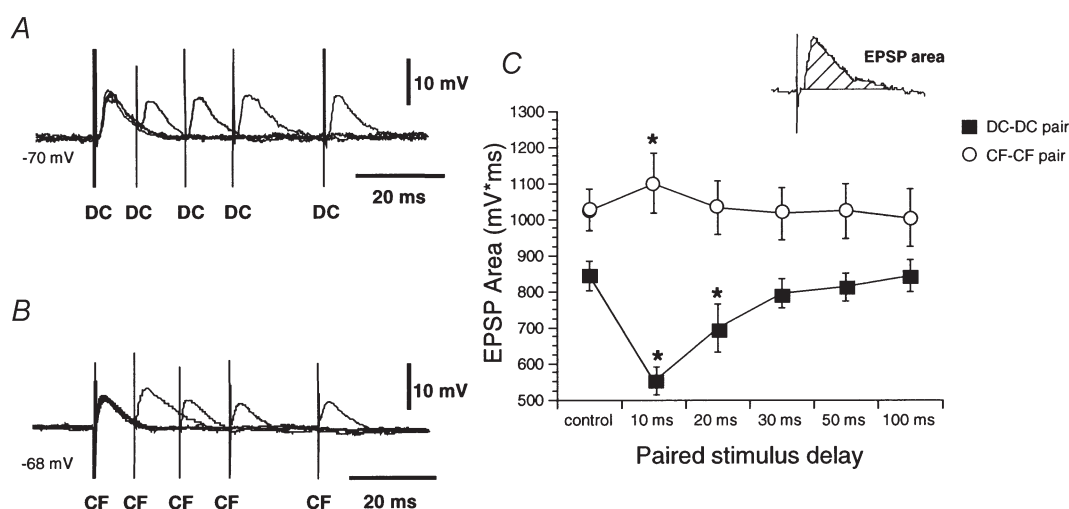 A
10 mV
-70 mV
20 ms
DC DC DC DC DC
B
10 mV
-68 mV
20 ms
CF CF CF CF CF
C
EPSP area
DC-DC pair
CF-CF pair
EPSP Area (mV*ms)
1300
1200
1100
1000
900
800
700
600
500
*
*
*
control 10 ms 20 ms 30 ms 50 ms 100 ms
Paired stimulus delay